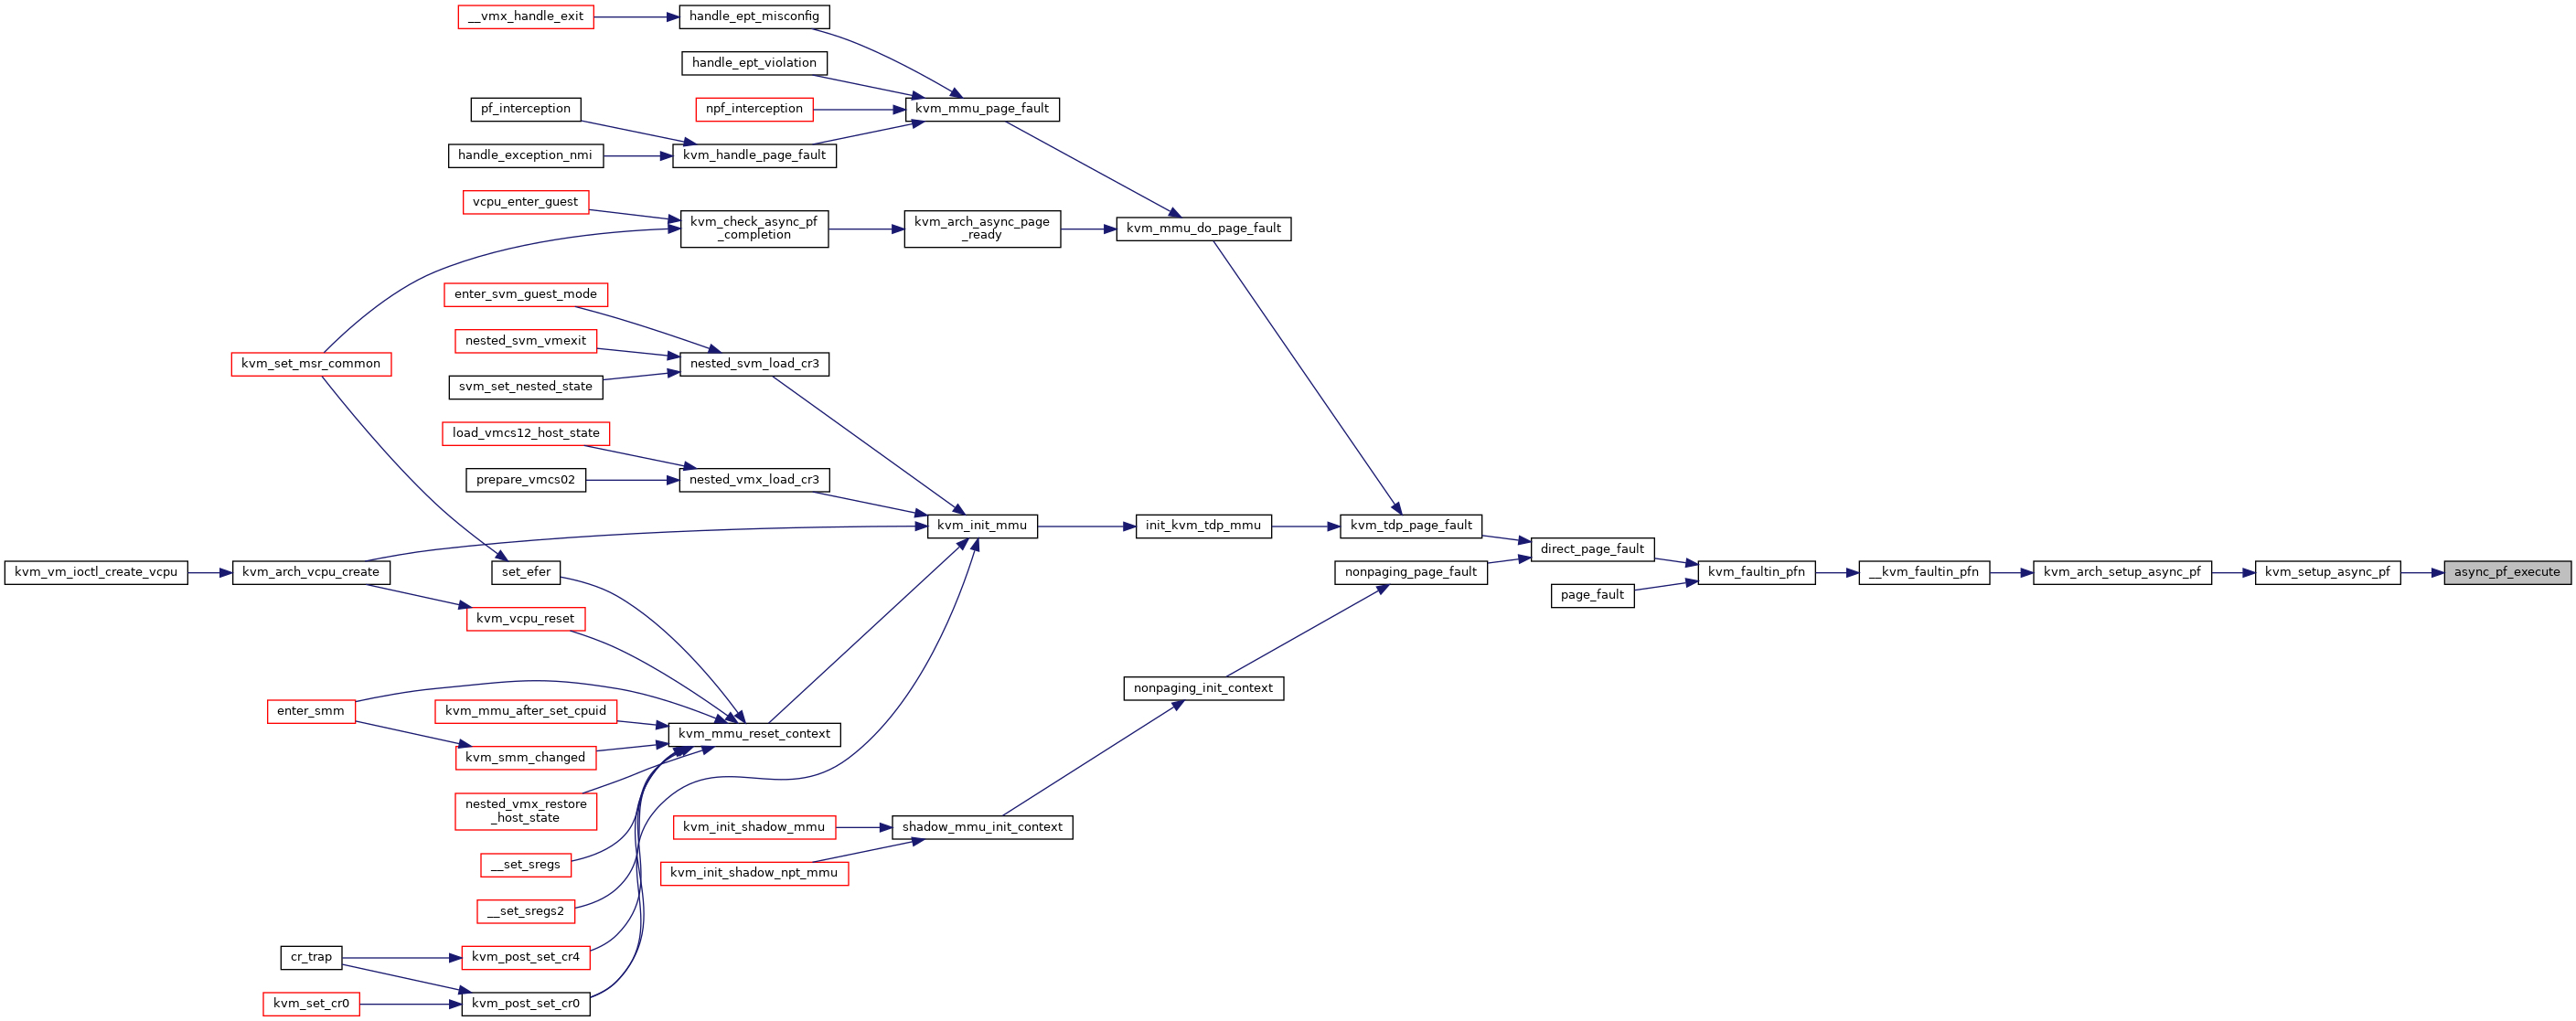 __vmx_handle_exit
handle_ept_misconfig
handle_ept_violation
pf_interception
npf_interception
kvm_mmu_page_fault
handle_exception_nmi
kvm_handle_page_fault
vcpu_enter_guest
kvm_check_async_pf
_completion
kvm_arch_async_page
_ready
kvm_mmu_do_page_fault
enter_svm_guest_mode
nested_svm_vmexit
kvm_set_msr_common
nested_svm_load_cr3
svm_set_nested_state
load_vmcs12_host_state
prepare_vmcs02
nested_vmx_load_cr3
kvm_init_mmu
init_kvm_tdp_mmu
kvm_tdp_page_fault
direct_page_fault
kvm_vm_ioctl_create_vcpu
kvm_arch_vcpu_create
set_efer
nonpaging_page_fault
kvm_faultin_pfn
__kvm_faultin_pfn
kvm_arch_setup_async_pf
kvm_setup_async_pf
async_pf_execute
page_fault
kvm_vcpu_reset
nonpaging_init_context
enter_smm
kvm_mmu_after_set_cpuid
kvm_mmu_reset_context
kvm_smm_changed
nested_vmx_restore
_host_state
kvm_init_shadow_mmu
shadow_mmu_init_context
__set_sregs
kvm_init_shadow_npt_mmu
__set_sregs2
cr_trap
kvm_post_set_cr4
kvm_set_cr0
kvm_post_set_cr0